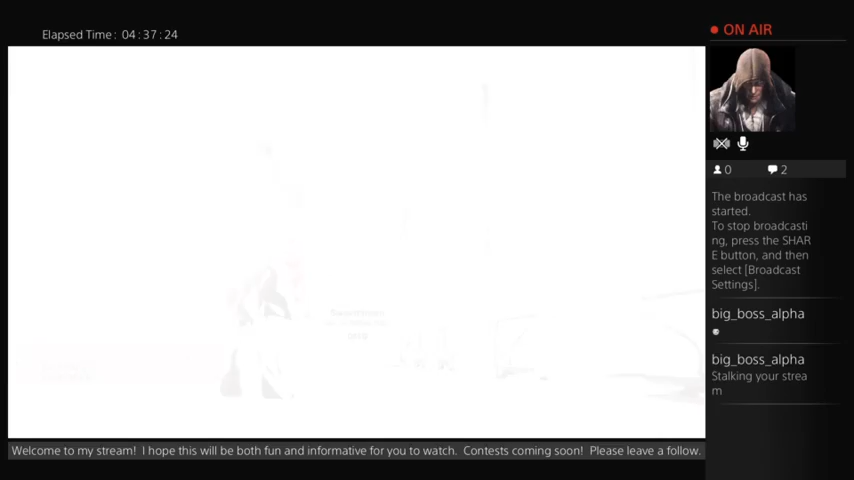 Elapsed Time: 04:37:24
ON AIR
0
2
The broadcast has
started.
To stop broadcasti
ng, press the SHAR
E button, and then
select [Broadcast
Settings].
big_boss_alpha
big_boss_alpha
Stalking your strea
m
Welcome to my stream! I hope this will be both fun and informative for you to watch. Contests coming soon! Please leave a follow.